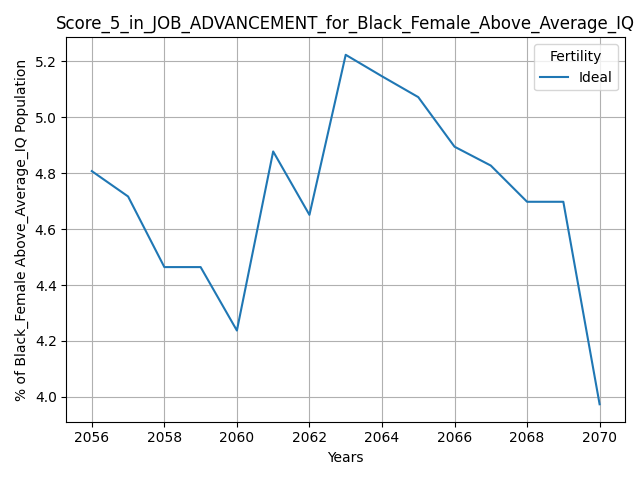 Score_5_in_JOB_ADVANCEMENT_for_Black_Female_Above_Average_IQ
Fertility
Ideal
% of Black_Female Above_Average_IQ Population
5.2
5.0
4.8
4.6
4.4
4.2
4.0
2056 2058 2060 2062 2064 2066 2068 2070
Years